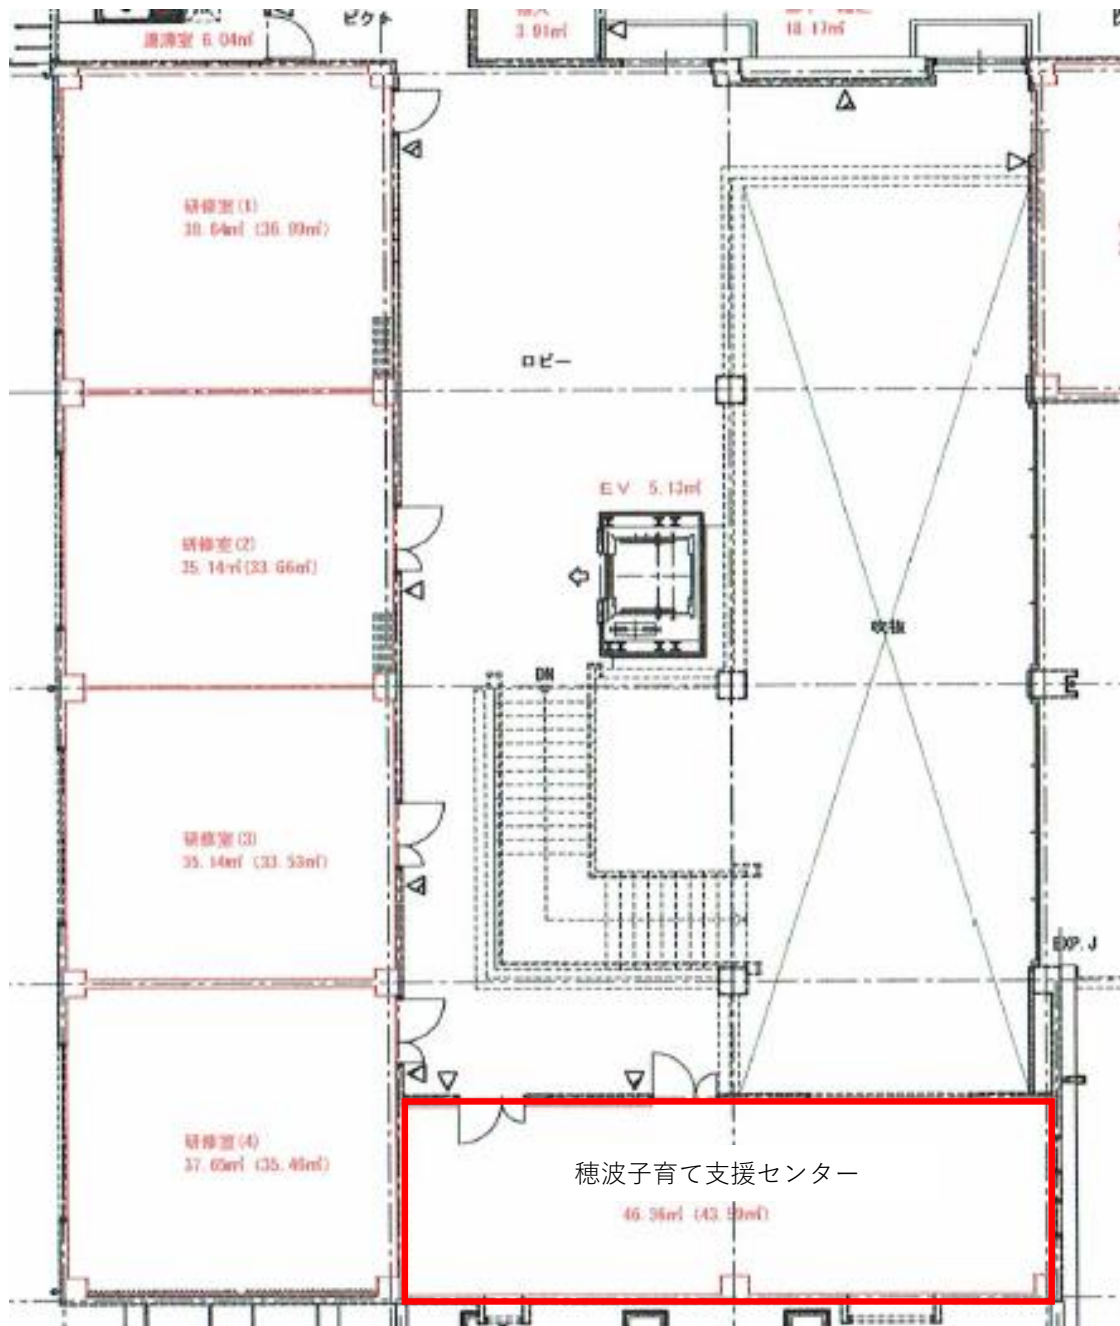 ピクト
6.04㎡
3.91㎡
18.17㎡
研修室(1)
38.64㎡ (36.99㎡)
ロビー
ＥＶ 5.13㎡
研修室(2)
35.14㎡(33.66㎡)
吹抜
DN
研修室(3)
35.14㎡ (33.53㎡)
EXP.J
研修室(4)
37.65㎡ (35.46㎡)
穂波子育て支援センター
46.36㎡ (43.59㎡)